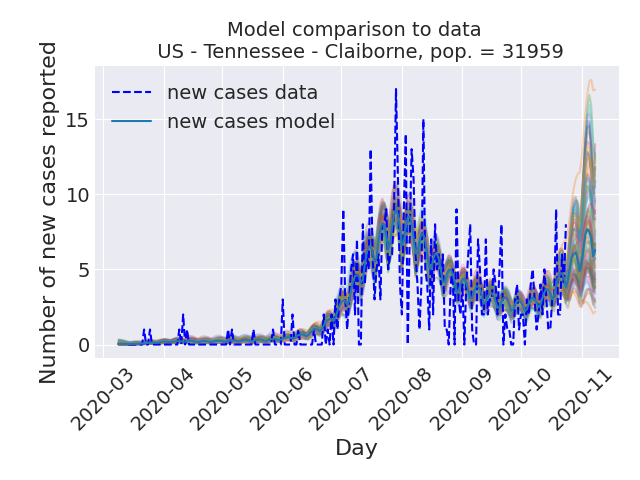 Model comparison to data
US - Tennessee - Claiborne, pop. = 31959
Number of new cases reported
new cases data
new cases model
15
10
5
0
2020-03
2020-04
2020-05
2020-06
2020-07
2020-08
2020-09
2020-10
2020-11
Day